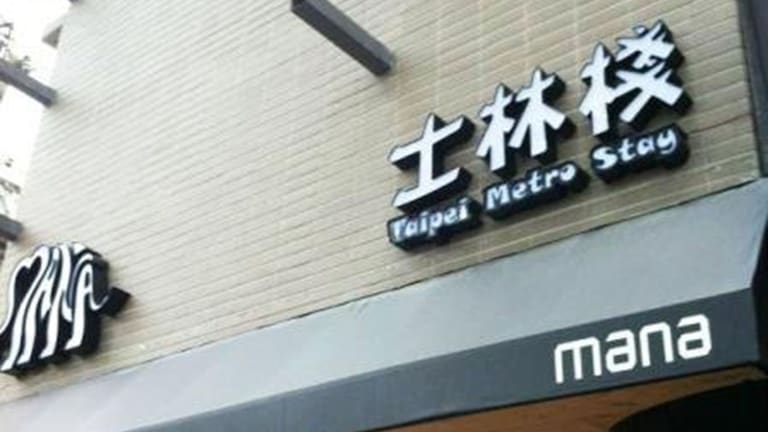 士林棧
Taipei Metro Stay
MANA
mana